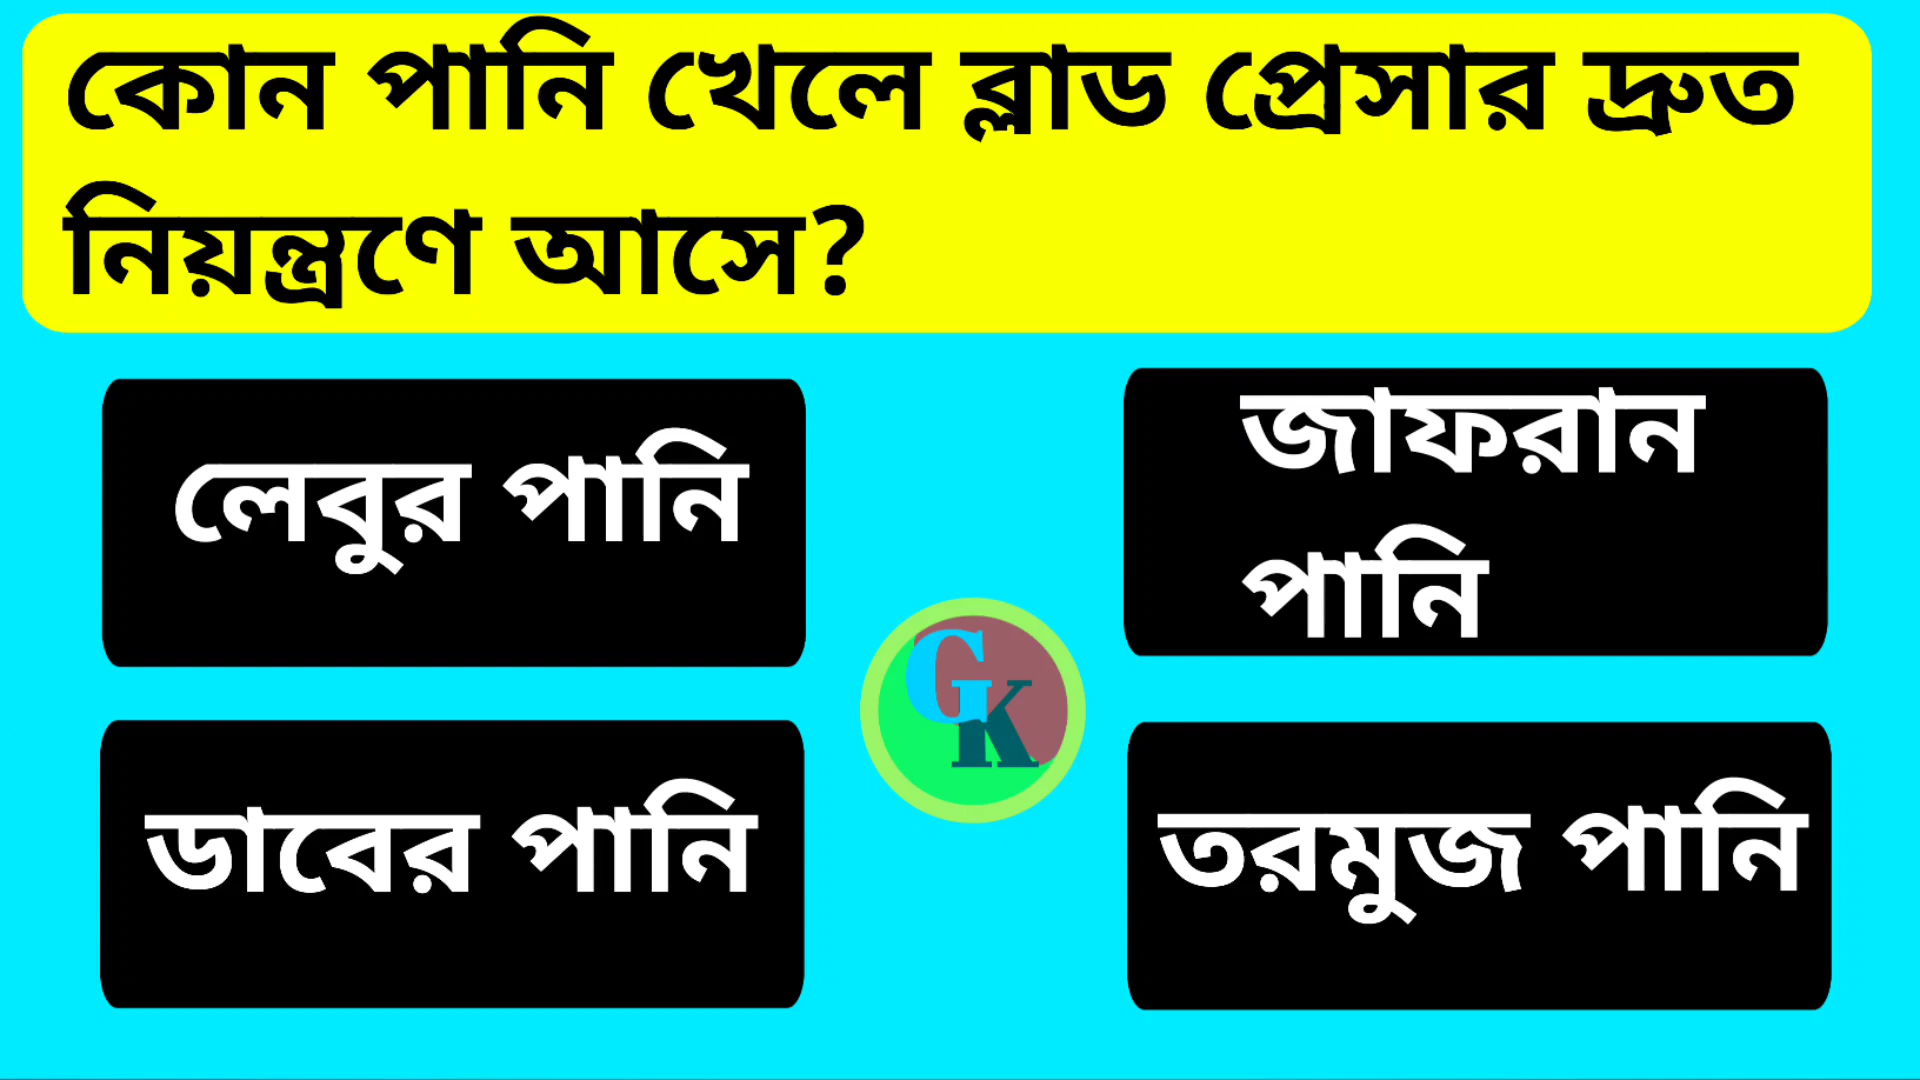 কোন পানি খেলে ব্লাড প্রেসার দ্রুত
নিয়ন্ত্রণে আসে?
লেবুর পানি
জাফরান
পানি
GK
ডাবের পানি
তরমুজ পানি